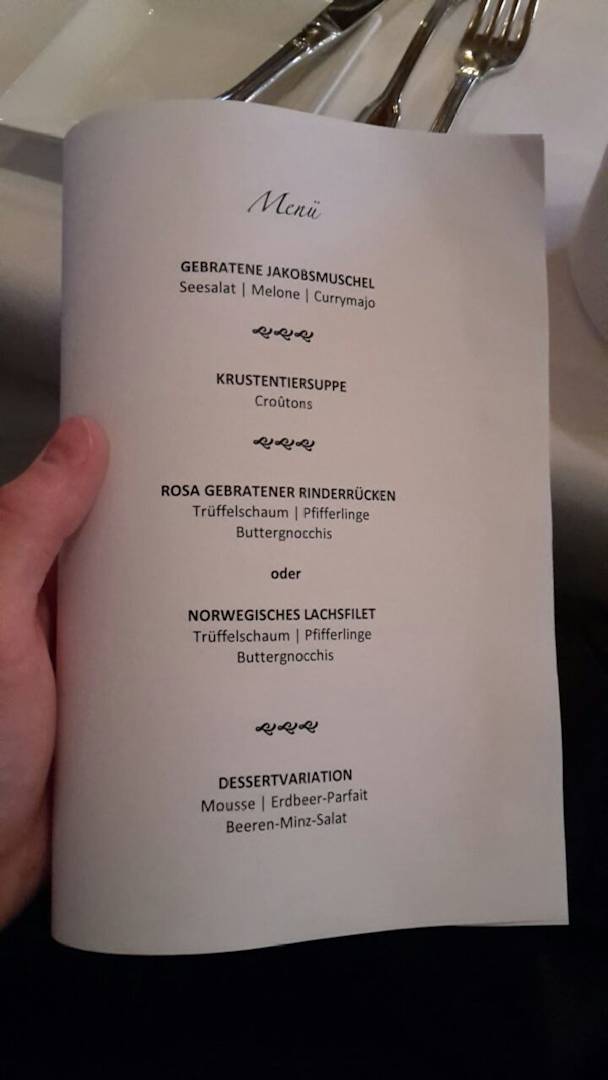 Menü
GEBRATENE JAKOBSMUSCHEL
Seesalat | Melone | Currymajo
KRUSTENTIERSUPPE
Croûtons
ROSA GEBRATENER RINDERRÜCKEN
Trüffelschaum | Pfifferlinge
Buttergnocchis
oder
NORWEGISCHES LACHSFILET
Trüffelschaum | Pfifferlinge
Buttergnocchis
DESSERTVARIATION
Mousse | Erdbeer-Parfait
Beeren-Minz-Salat